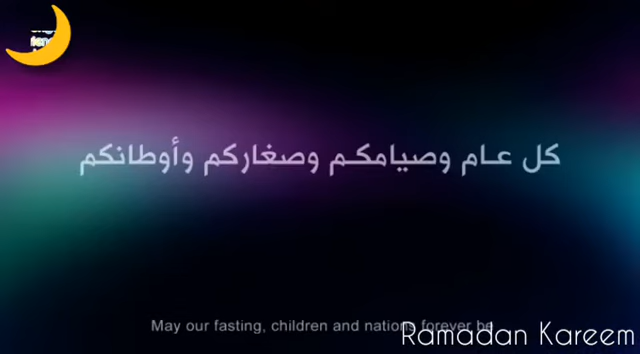 كل عام وصيامكم وصغاركم وأوطانكم
May our fasting, children and nations forever be
Ramadan Kareem